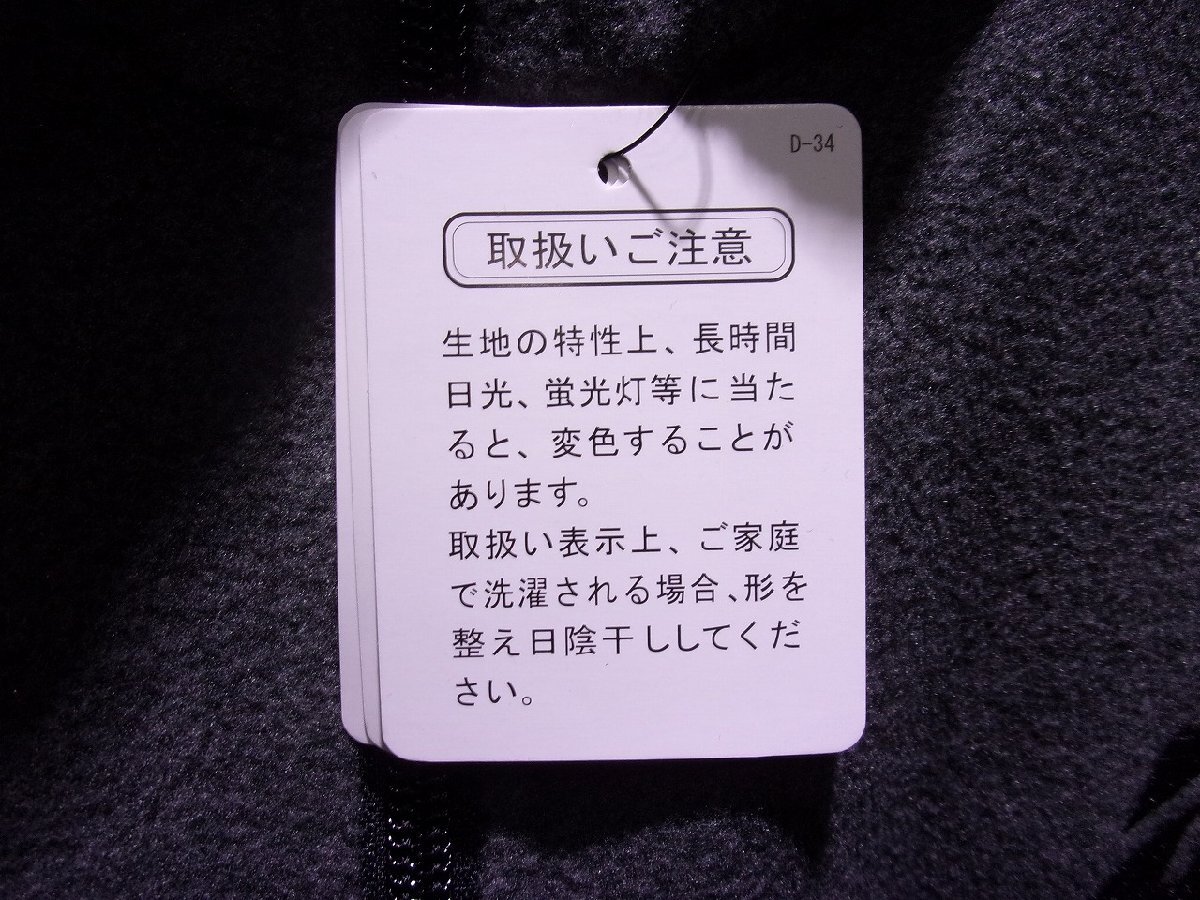 D-34
取扱いご注意
生地の特性上、長時間
日光、蛍光灯等に当た
ると、変色することが
あります。
取扱い表示上、ご家庭
で洗濯される場合、形を
整え日陰干ししてくだ
さい。